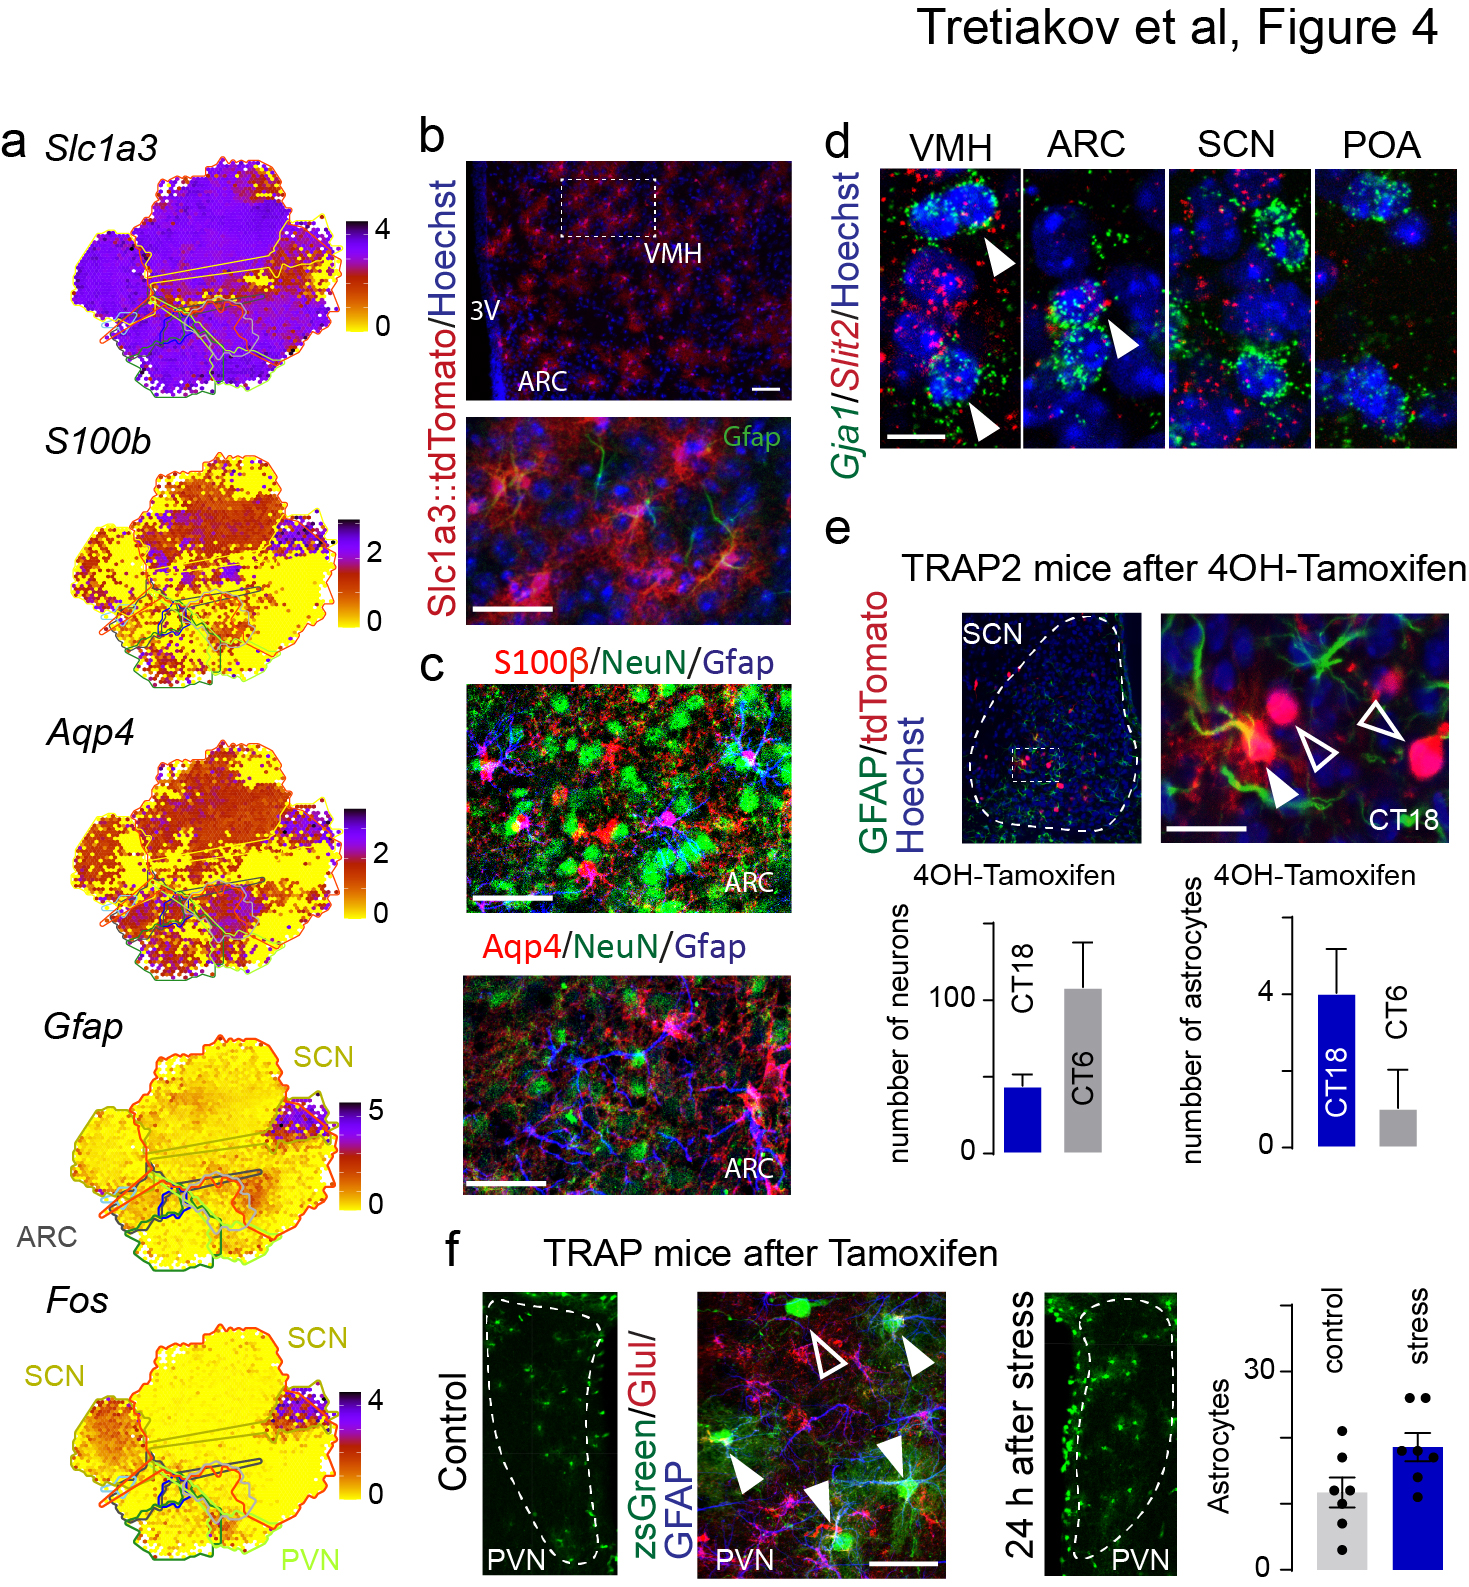 Tretiakov et al, Figure 4
a
Slc1a3
4
0
S100b
2
0
Aqp4
2
0
Gfap
SCN
5
0
ARC
Fos
SCN
SCN
4
0
PVN
b
Slc1a3::tdTomato/Hoechst
VMH
3V
ARC
Gfap
c
S100β/NeuN/Gfap
ARC
Aqp4/NeuN/Gfap
ARC
d
VMH ARC SCN POA
Gja1/Slit2/Hoechst
e
TRAP2 mice after 4OH-Tamoxifen
GFAP/tdTomato
Hoechst
SCN
CT18
4OH-Tamoxifen
number of neurons
100
0
CT18
CT6
4OH-Tamoxifen
number of astrocytes
4
2
0
CT18
CT6
f
TRAP mice after Tamoxifen
Control
PVN
zsGreen/Glul/
GFAP
PVN
24 h after stress
PVN
Astrocytes
30
0
control
stress